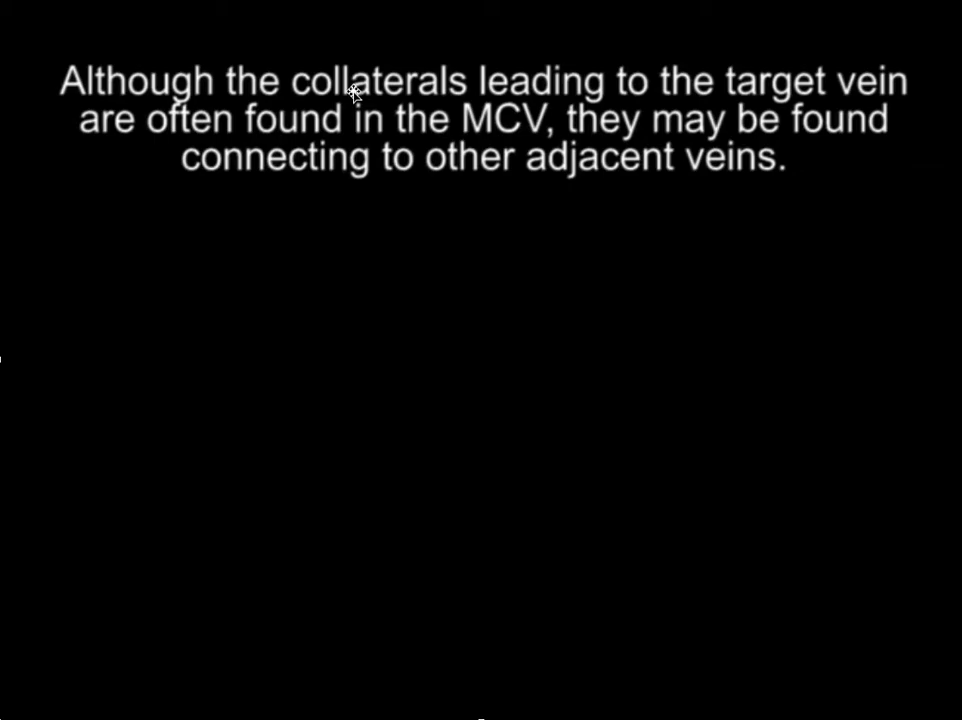 Although the collaterals leading to the target vein
are often found in the MCV, they may be found
connecting to other adjacent veins.